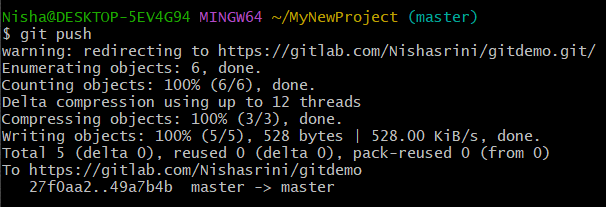 Nisha@DESKTOP-5EV4G94 MINGW64 ~/MyNewProject (master)
$ git push
warning: redirecting to https://gitlab.com/Nishasrini/gitdemo.git/
Enumerating objects: 6, done.
Counting objects: 100% (6/6), done.
Delta compression using up to 12 threads
Compressing objects: 100% (3/3), done.
Writing objects: 100% (5/5), 528 bytes | 528.00 KiB/s, done.
Total 5 (delta 0), reused 0 (delta 0), pack-reused 0 (from 0)
To https://gitlab.com/Nishasrini/gitdemo
   27f0aa2..49a7b4b  master -> master